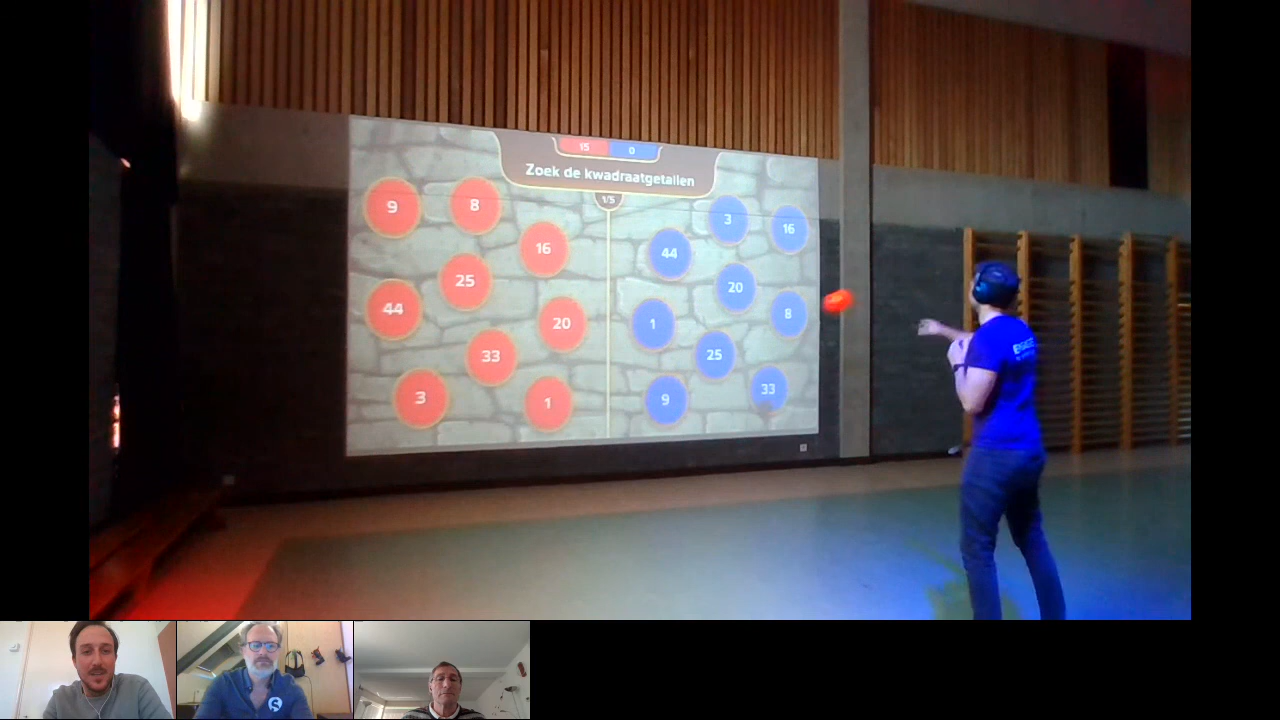 15 0
Zoek de kwadraatgetallen
1/5
9 8 3 16
16 44
25 20
44 20 1 8
33 25
3 1 9 33